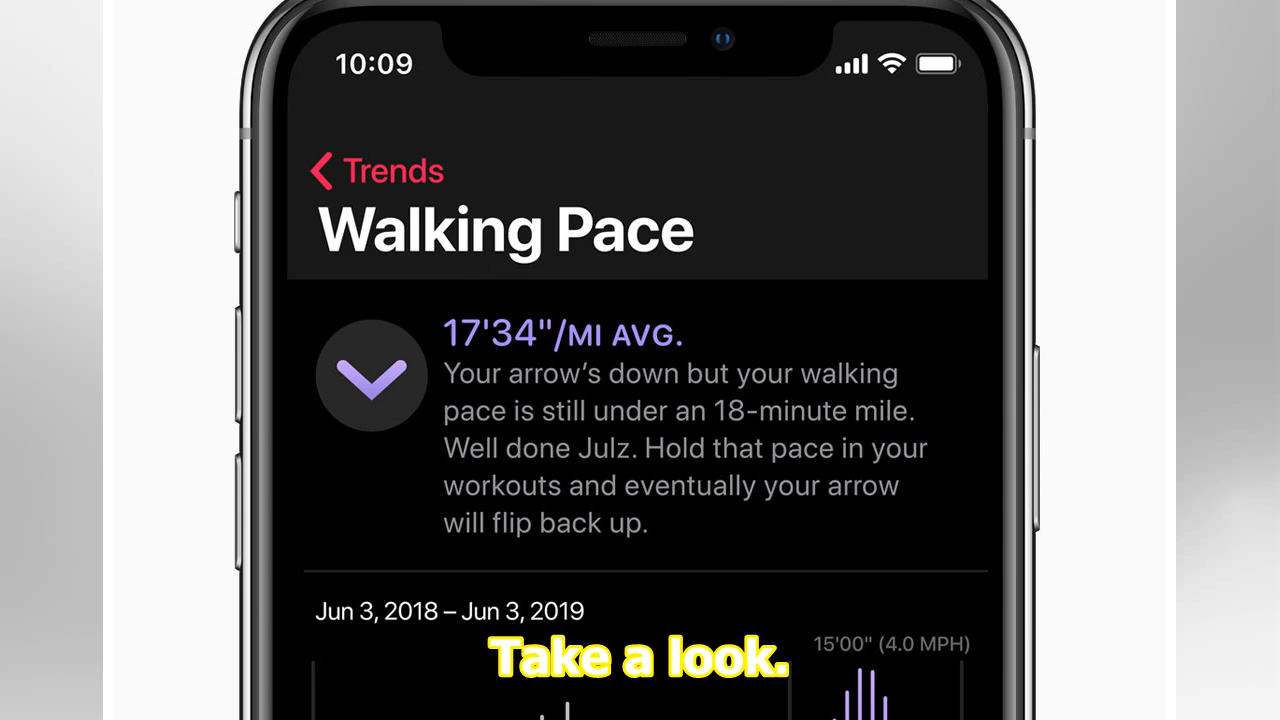 10:09
Trends
Walking Pace
17'34"/MI AVG.
Your arrow’s down but your walking
pace is still under an 18-minute mile.
Well done Julz. Hold that pace in your
workouts and eventually your arrow
will flip back up.
Jun 3, 2018 – Jun 3, 2019
15'00" (4.0 MPH)
Take a look.